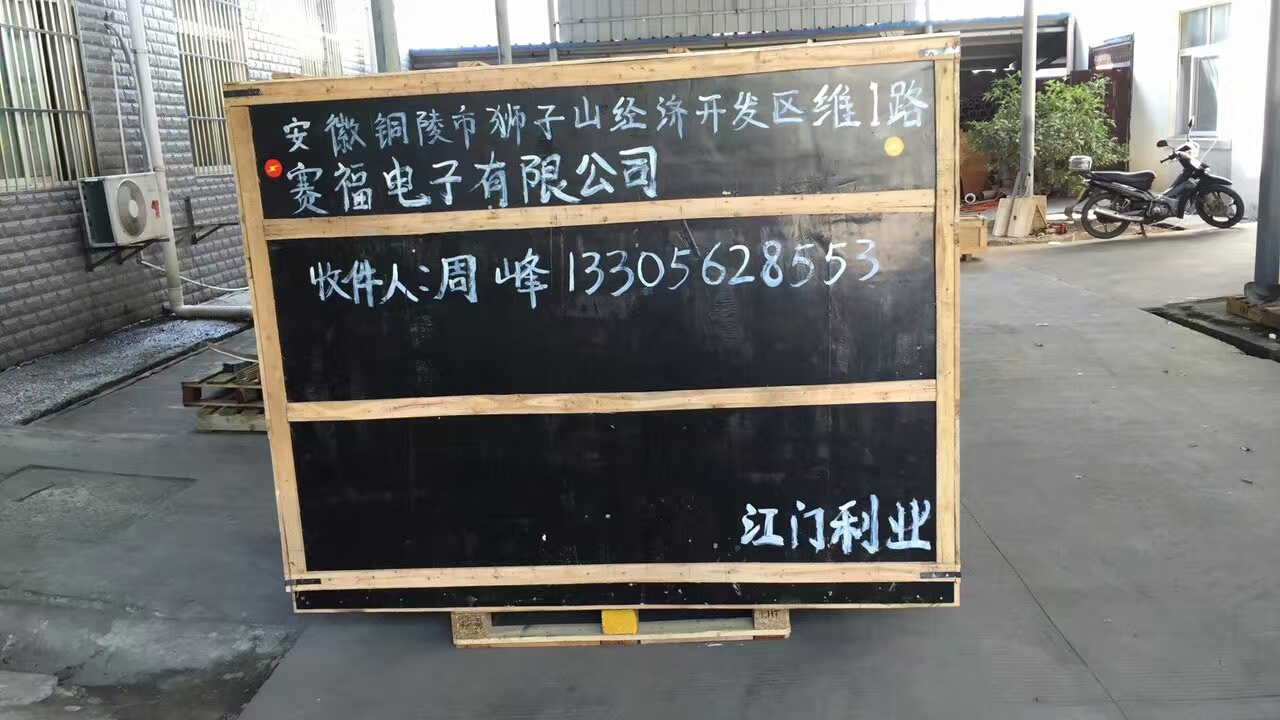 安徽铜陵市狮子山经济开发区维1路
赛福电子有限公司
收件人:周峰 13305628553
江门利业